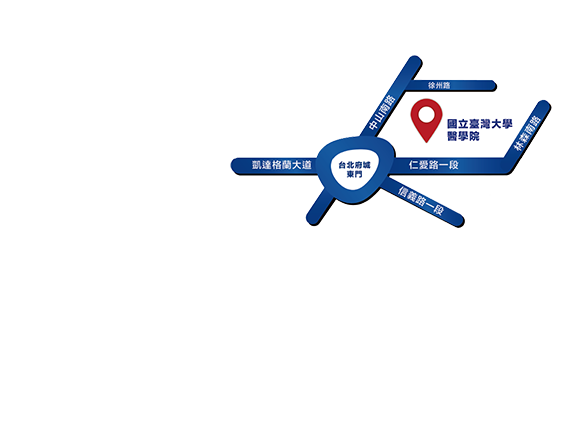 徐州路
中山南路
國立臺灣大學
醫學院
林森南路
凱達格蘭大道
台北府城
東門
仁愛路一段
信義路一段